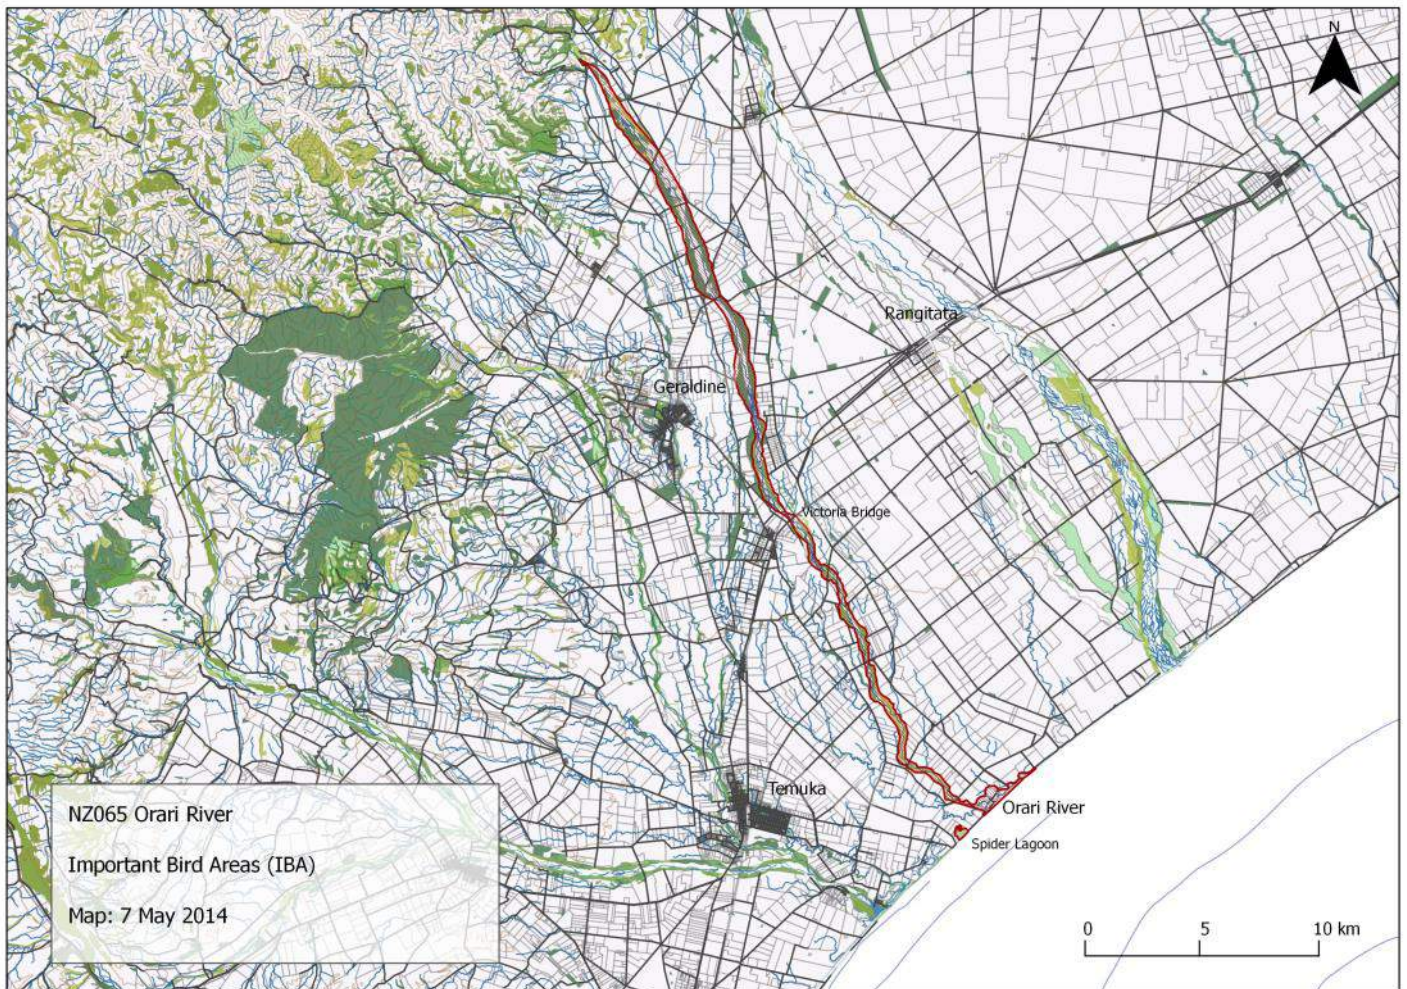 N
Rangitata
Geraldine
Victoria Bridge
Temuka
Orari River
Spider Lagoon
NZ065 Orari River
Important Bird Areas (IBA)
Map: 7 May 2014
0 5 10 km